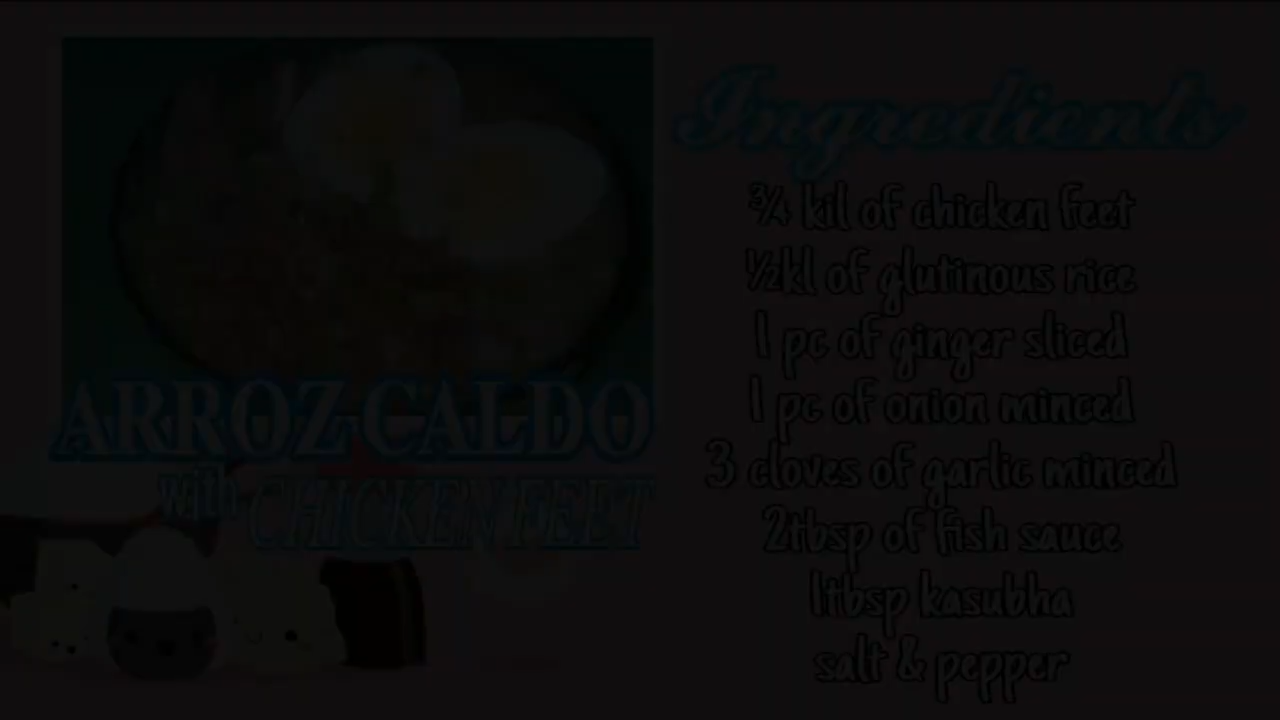 ARROZ CALDO
with CHICKEN FEET
Ingredients
¾ kil of chicken feet
½kl of glutinous rice
1 pc of ginger sliced
1 pc of onion minced
3 cloves of garlic minced
2tbsp of fish sauce
1tbsp kasubha
salt & pepper